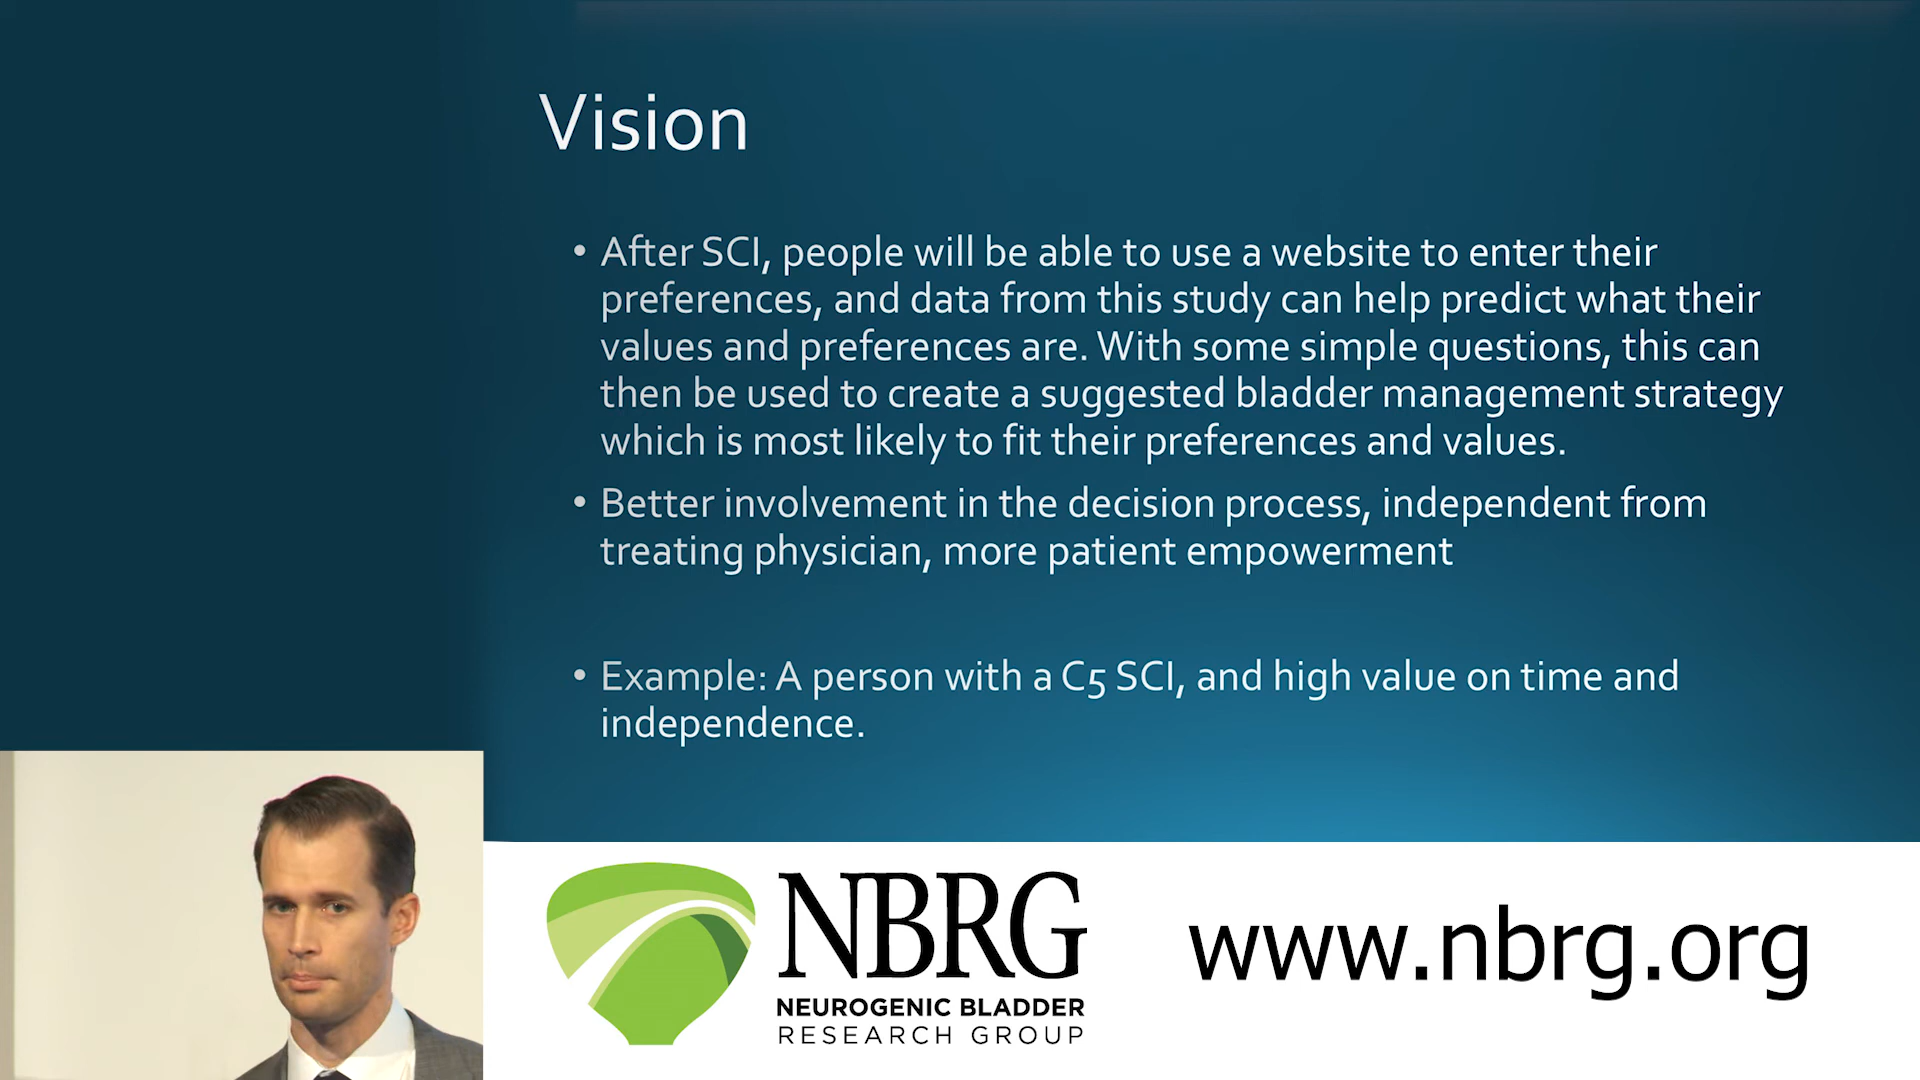 Vision
• After SCI, people will be able to use a website to enter their
preferences, and data from this study can help predict what their
values and preferences are. With some simple questions, this can
then be used to create a suggested bladder management strategy
which is most likely to fit their preferences and values.
• Better involvement in the decision process, independent from
treating physician, more patient empowerment
• Example: A person with a C5 SCI, and high value on time and
independence.
NBRG
NEUROGENIC BLADDER
RESEARCH GROUP
www.nbrg.org